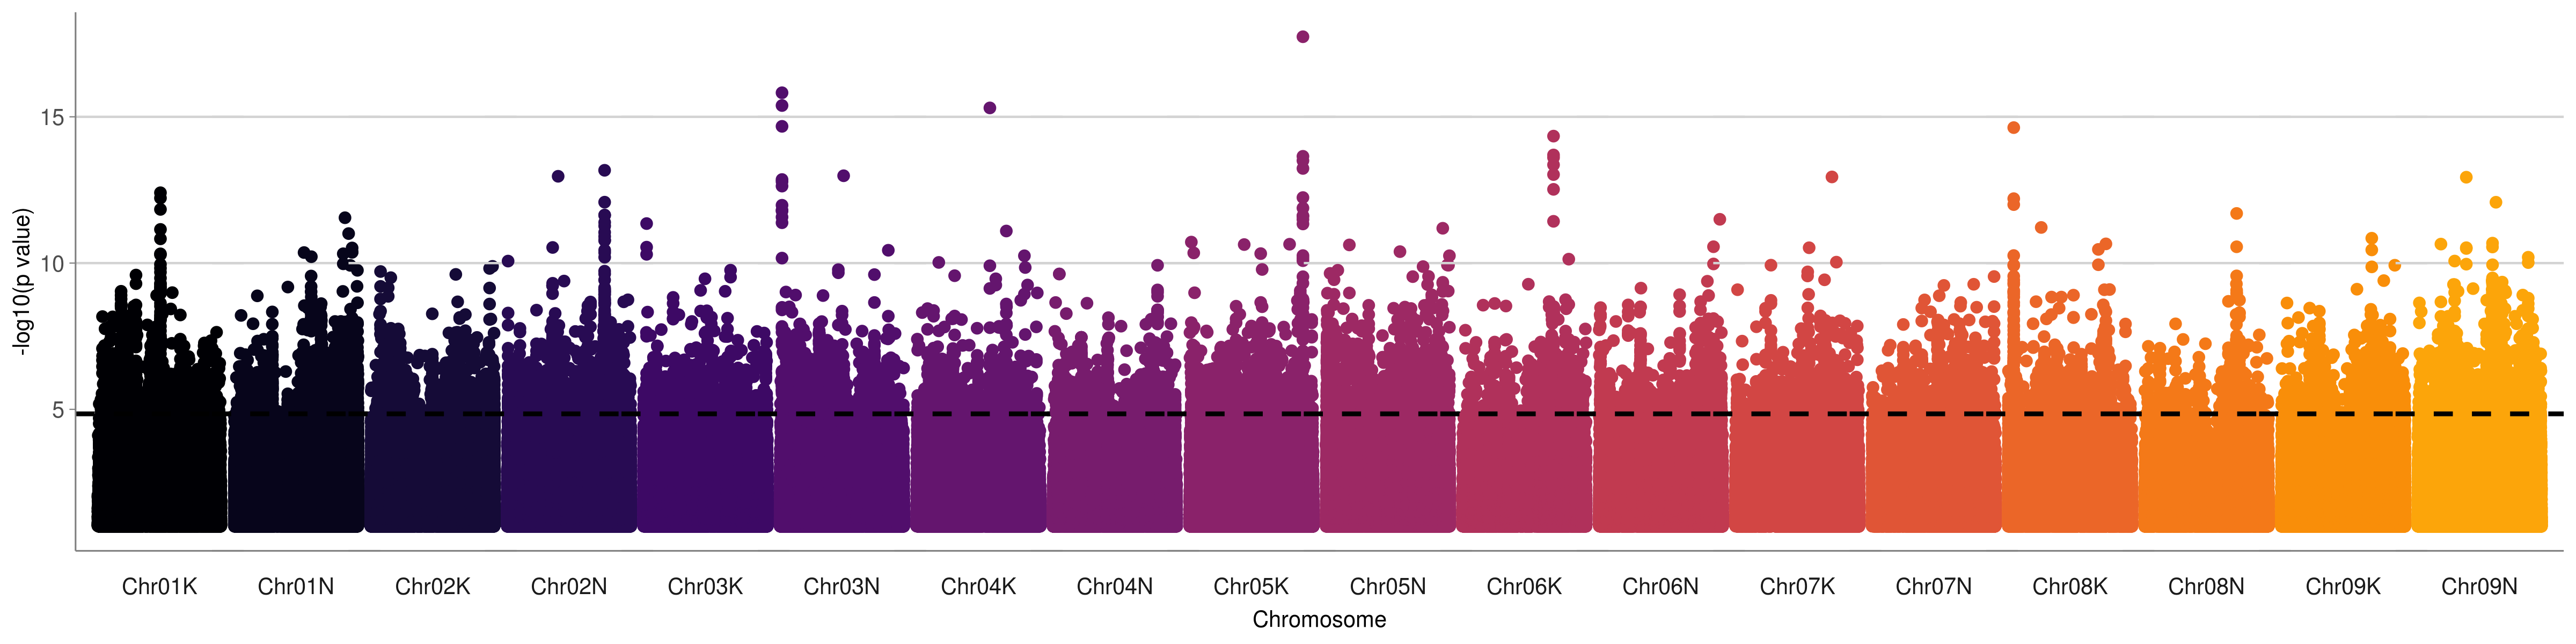 -log10(p value)
15
10
5
Chr01K Chr01N Chr02K Chr02N Chr03K Chr03N Chr04K Chr04N Chr05K Chr05N Chr06K Chr06N Chr07K Chr07N Chr08K Chr08N Chr09K Chr09N
Chromosome